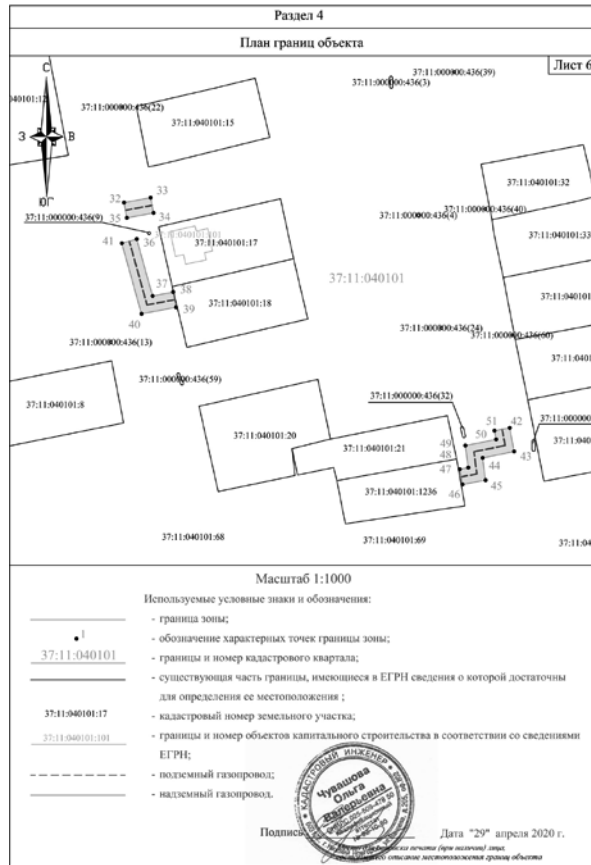 Раздел 4
План границ объекта
Лист 6
С
З
В
ЮГ
37:11:000000:436(39)
37:11:000000:436(3)
37:11:000000:436(22)
37:11:040101:15
37:11:040101:32
33
32
34
35
37:11:000000:436(40)
37:11:000000:436(4)
37:11:000000:436(9)
36
41
37:11:040101:17
37:11:040101:33
37:11:040101
37
38
39
40
37:11:040101:18
37:11:000000:436(24)
37:11:000000:436(60)
37:11:000000:436(13)
37:11:000000:436(59)
37:11:040101:8
37:11:000000:436(32)
37:11:040101:20
37:11:040101:21
51
42
50
49
43
44
48
47
46
45
37:11:040101:1236
37:11:040101:68
37:11:040101:69
Масштаб 1:1000
Используемые условные знаки и обозначения:
- граница зоны;
1
- обозначение характерных точек границы зоны;
37:11:040101
- границы и номер кадастрового квартала;
- существующая часть границы, имеющиеся в ЕГРН сведения о которой достаточны
для определения ее местоположения ;
37:11:040101:17
- кадастровый номер земельного участка;
37:11:040101:101
- границы и номер объектов капитального строительства в соответствии со сведениями
ЕГРН;
- подземный газопровод;
- надземный газопровод.
КАДАСТРОВЫЙ ИНЖЕНЕР
Чувашова
Ольга
Валерьевна
Подпись
Дата "29" апреля 2020 г.